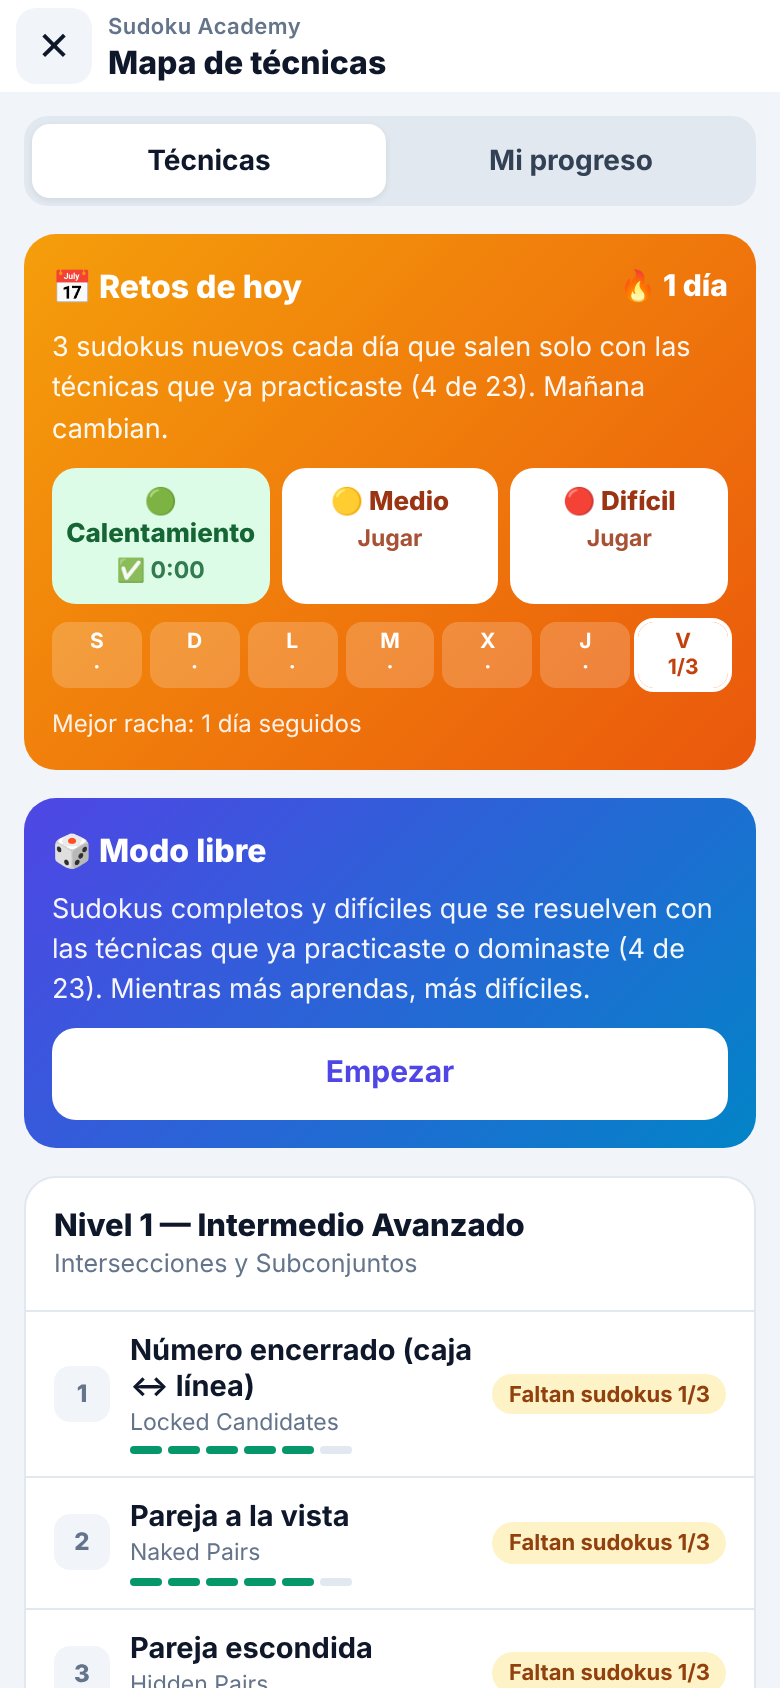 Sudoku Academy
Mapa de técnicas
Técnicas
Mi progreso
July
17
Retos de hoy
1 día
3 sudokus nuevos cada día que salen solo con las
técnicas que ya practicaste (4 de 23). Mañana
cambian.
Calentamiento
0:00
Medio
Jugar
Difícil
Jugar
S
·
D
·
L
·
M
·
X
·
J
·
V
1/3
Mejor racha: 1 día seguidos
Modo libre
Sudokus completos y difíciles que se resuelven con
las técnicas que ya practicaste o dominaste (4 de
23). Mientras más aprendas, más difíciles.
Empezar
Nivel 1 — Intermedio Avanzado
Intersecciones y Subconjuntos
1
Número encerrado (caja
↔ línea)
Locked Candidates
Faltan sudokus 1/3
2
Pareja a la vista
Naked Pairs
Faltan sudokus 1/3
3
Pareja escondida
Hidden Pairs
Faltan sudokus 1/3